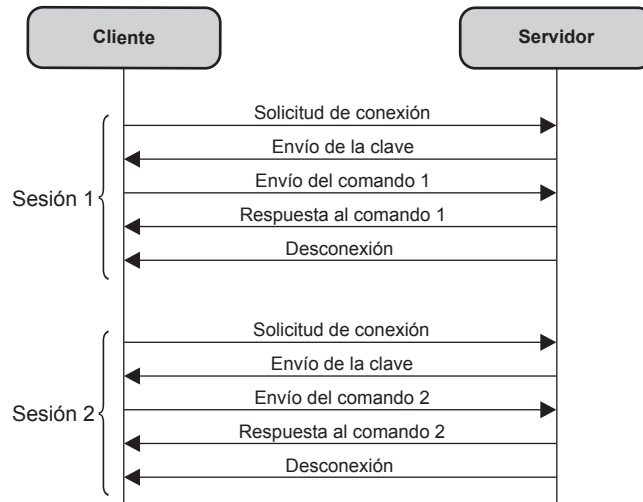 Cliente
Servidor
Sesión 1
Solicitud de conexión
Envío de la clave
Envío del comando 1
Respuesta al comando 1
Desconexión
Sesión 2
Solicitud de conexión
Envío de la clave
Envío del comando 2
Respuesta al comando 2
Desconexión